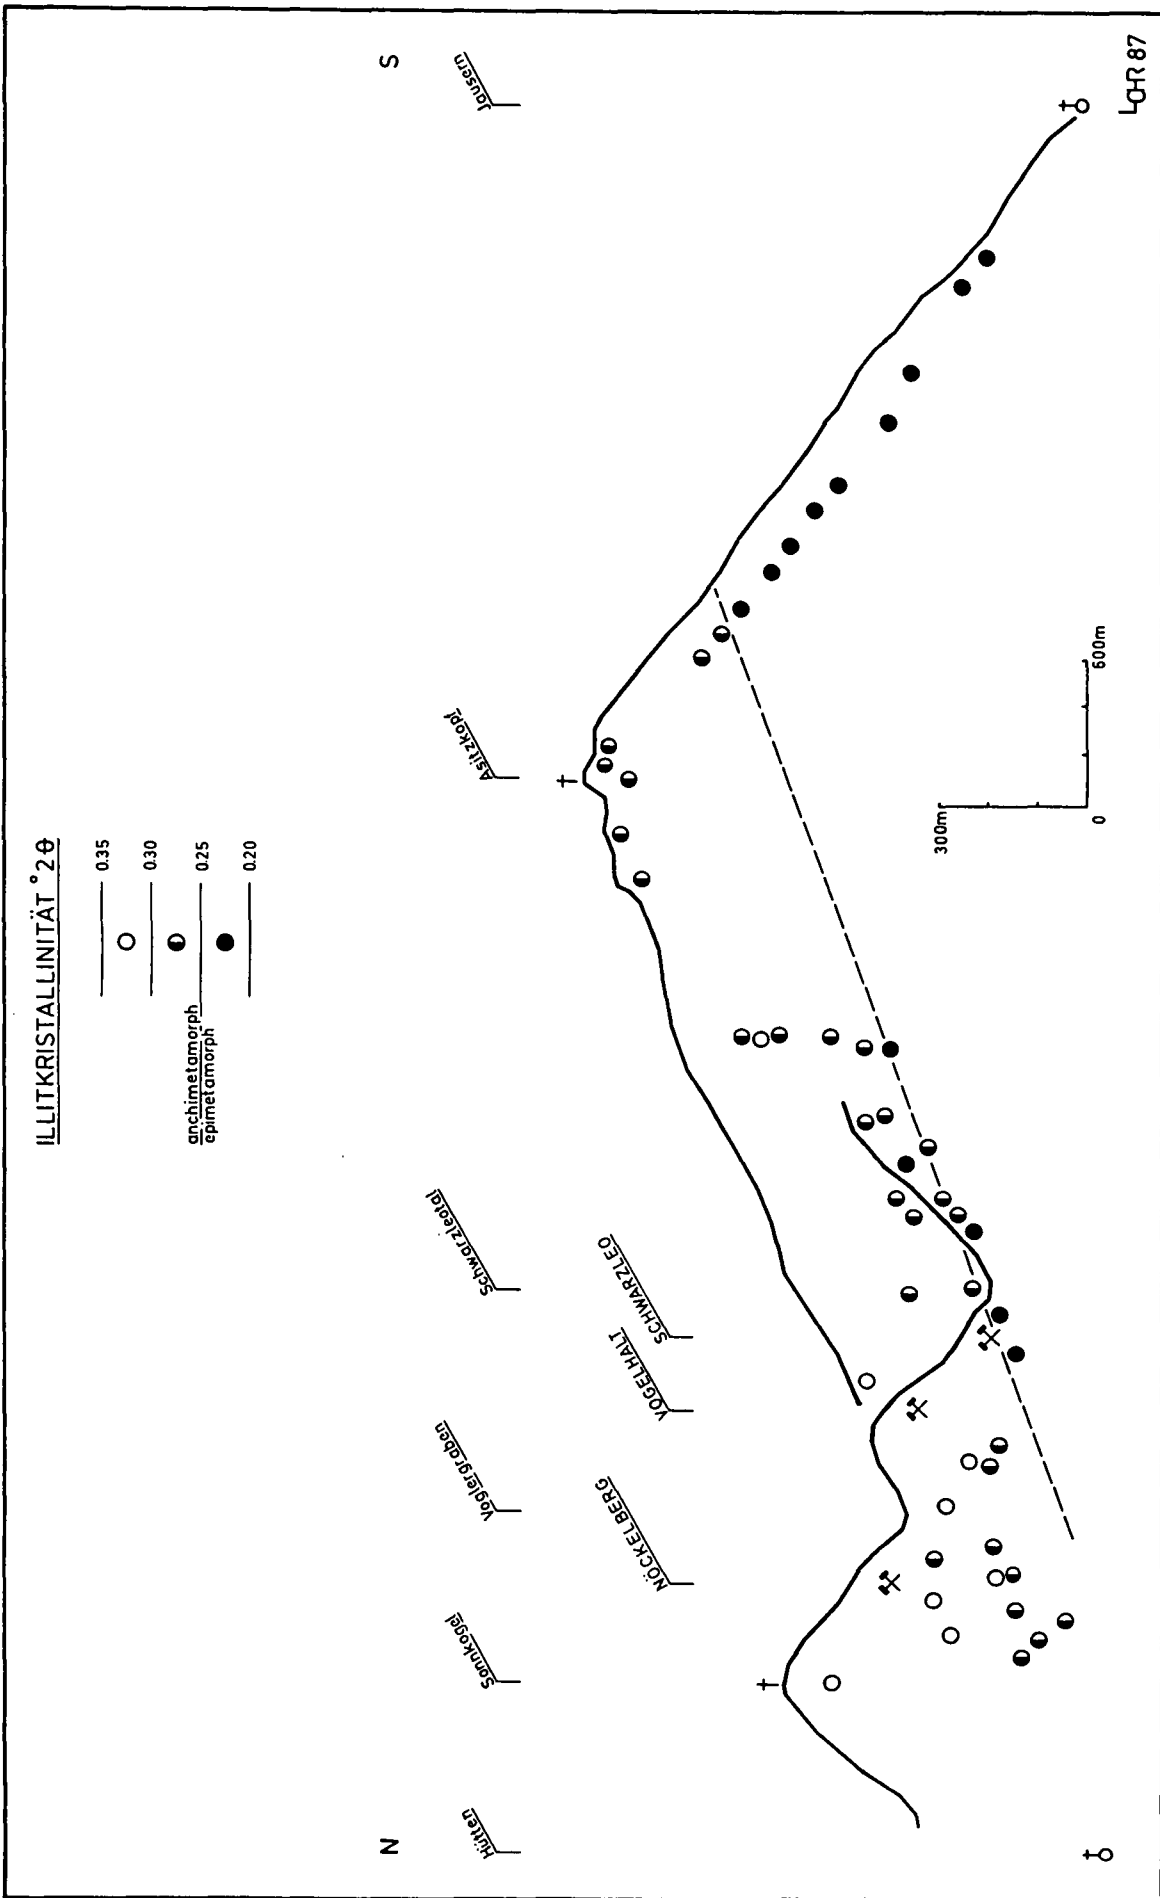 ILLITKRISTALLINITÄT °2θ
0.35
0.30
anchimetamorph
0.25
epimetamorph
0.20
N
S
Hütten
Sonnkogel
Voglergraben
Schwarzleotal
Asitzkopf
Jausern
NÖCKELBERG
VOGELHALT
SCHWARZLEO
300m
0
600m
LCHR 87